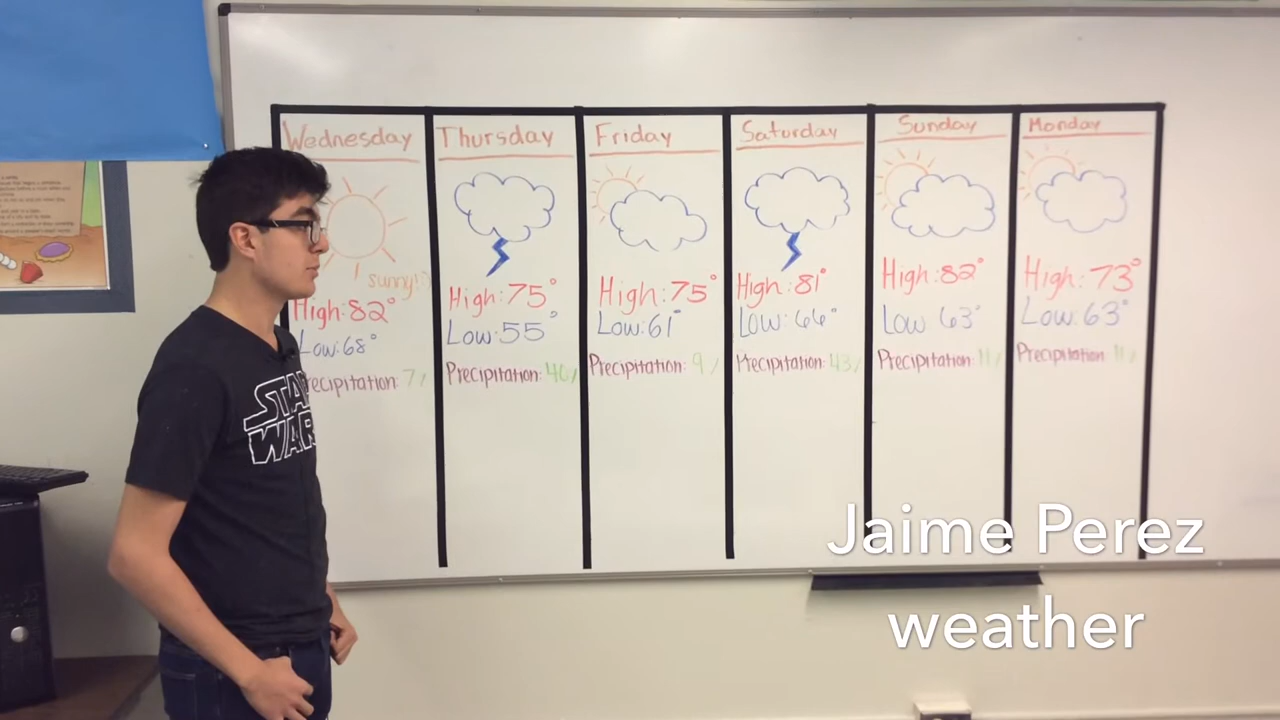 Wednesday
sunny!:)
High:82°
Low:68°
recipitation: 7%
Thursday
High:75°
Low:55°
Precipitation: 40%
Friday
High:75°
Low:61°
Precipitation: 9%
Saturday
High:81°
Low:66°
Precipitation: 43%
Sunday
High:82°
Low 63°
Precipitation: 11%
Monday
High:73°
Low:63°
Precipitation: 11%
STAR
WAR
Jaime Perez
weather